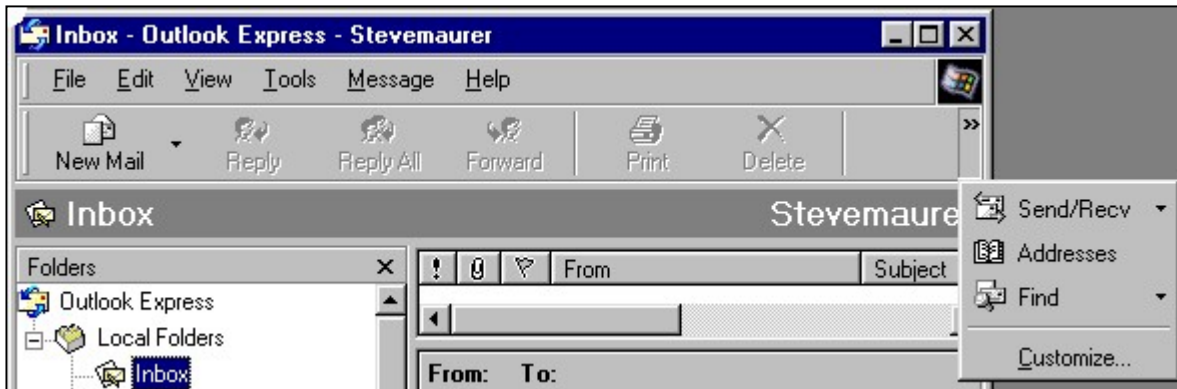 Inbox - Outlook Express - Stevemaurer
File Edit View Tools Message Help
New Mail Reply Reply All Forward Print Delete »
Inbox Stevemaure
Send/Recv
Addresses
Find
Customize...
Folders ! From Subject
Outlook Express
Local Folders
Inbox
From: To: